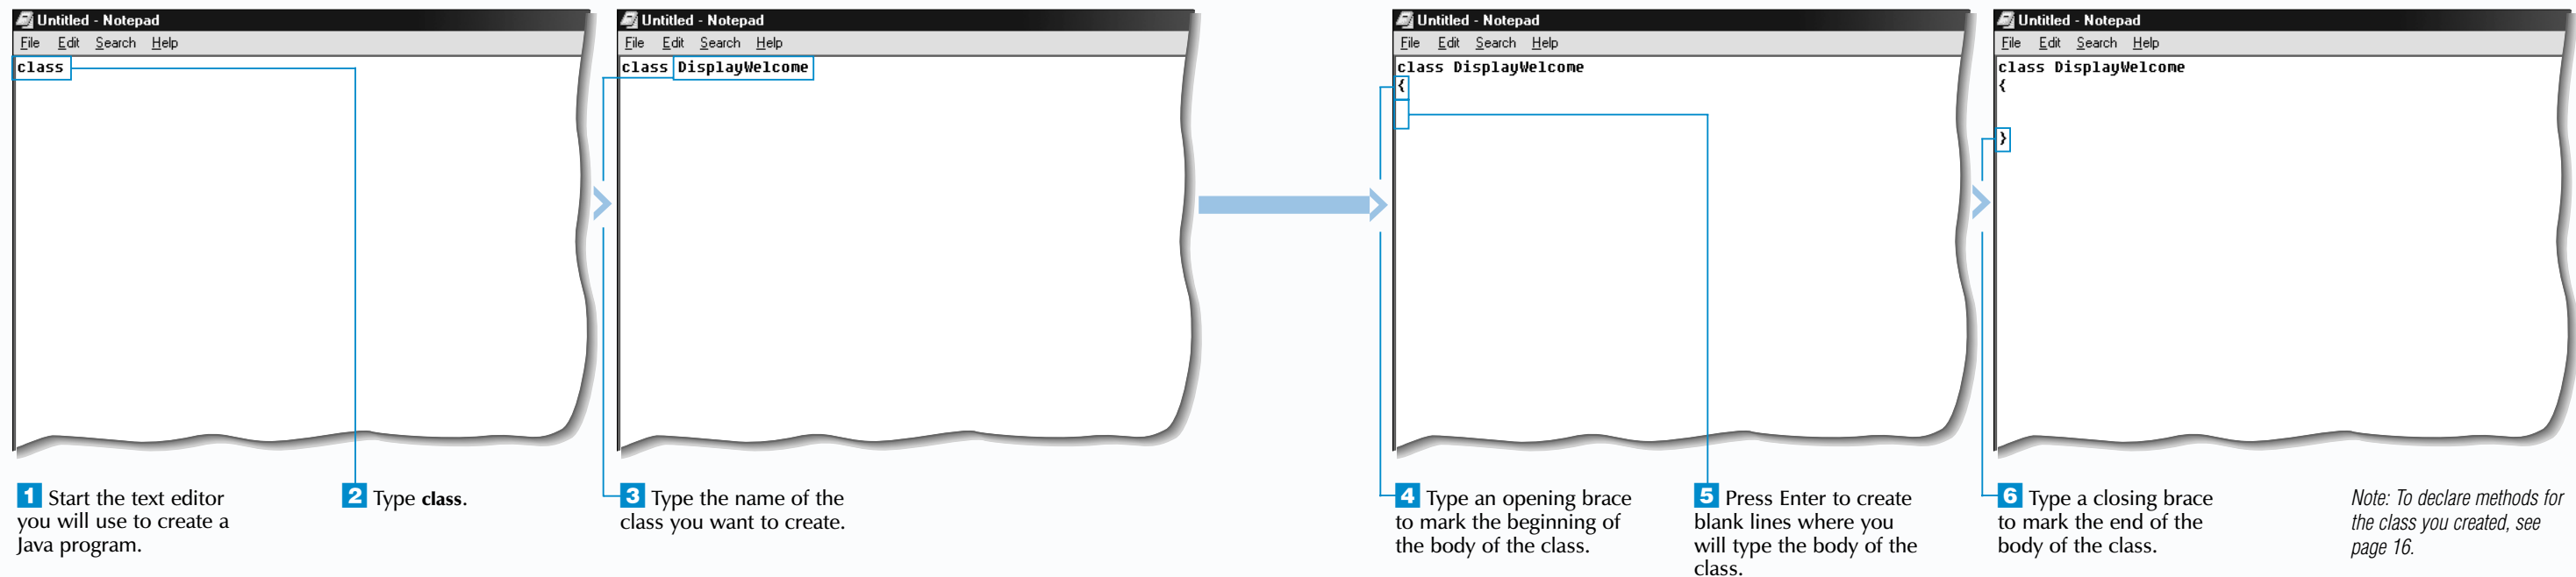 Untitled - Notepad
File Edit Search Help
class
1 Start the text editor
you will use to create a
Java program.
2 Type class.
Untitled - Notepad
File Edit Search Help
class DisplayWelcome
3 Type the name of the
class you want to create.
Untitled - Notepad
File Edit Search Help
class DisplayWelcome
{
4 Type an opening brace
to mark the beginning of
the body of the class.
5 Press Enter to create
blank lines where you
will type the body of the
class.
Untitled - Notepad
File Edit Search Help
class DisplayWelcome
{
}
6 Type a closing brace
to mark the end of the
body of the class.
Note: To declare methods for
the class you created, see
page 16.